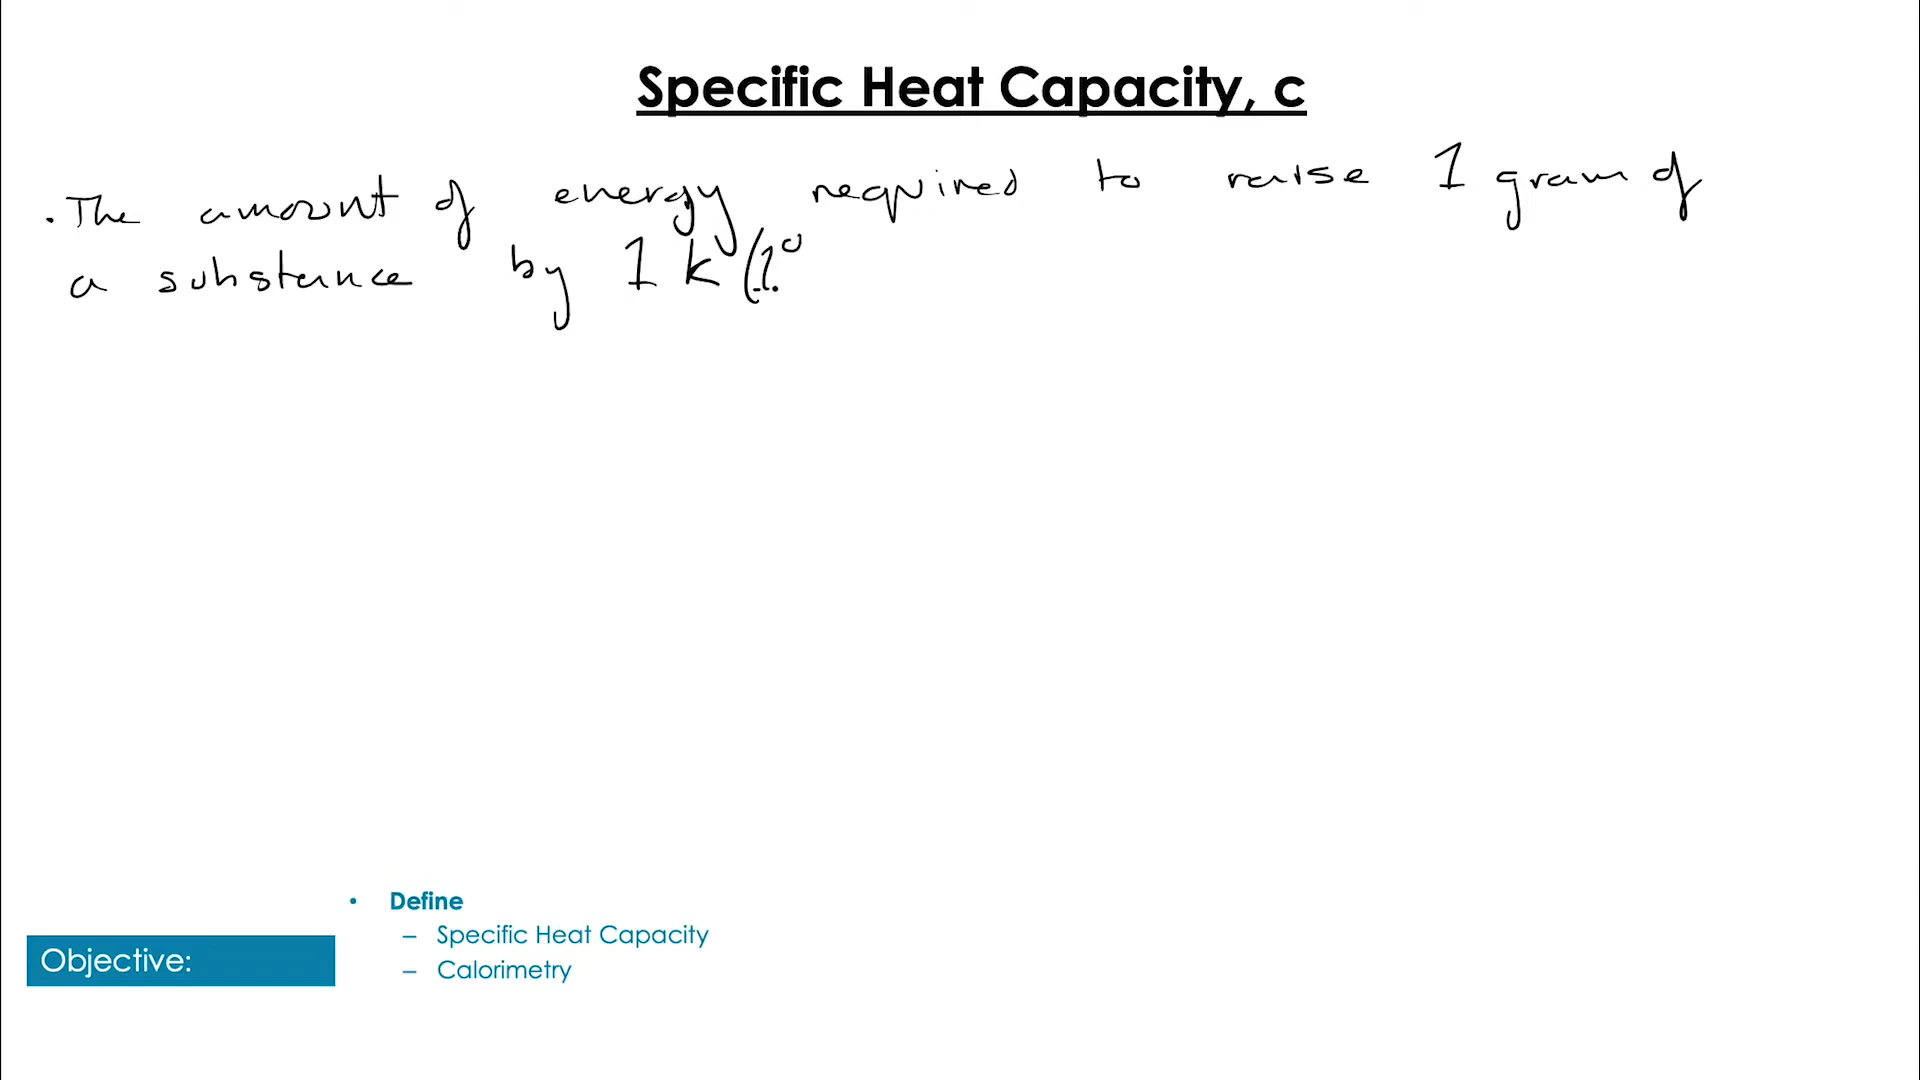 Specific Heat Capacity, c
. The amount of energy required to raise 1 gram of
a substance by 1 K (1°
• Define
– Specific Heat Capacity
Objective:
– Calorimetry